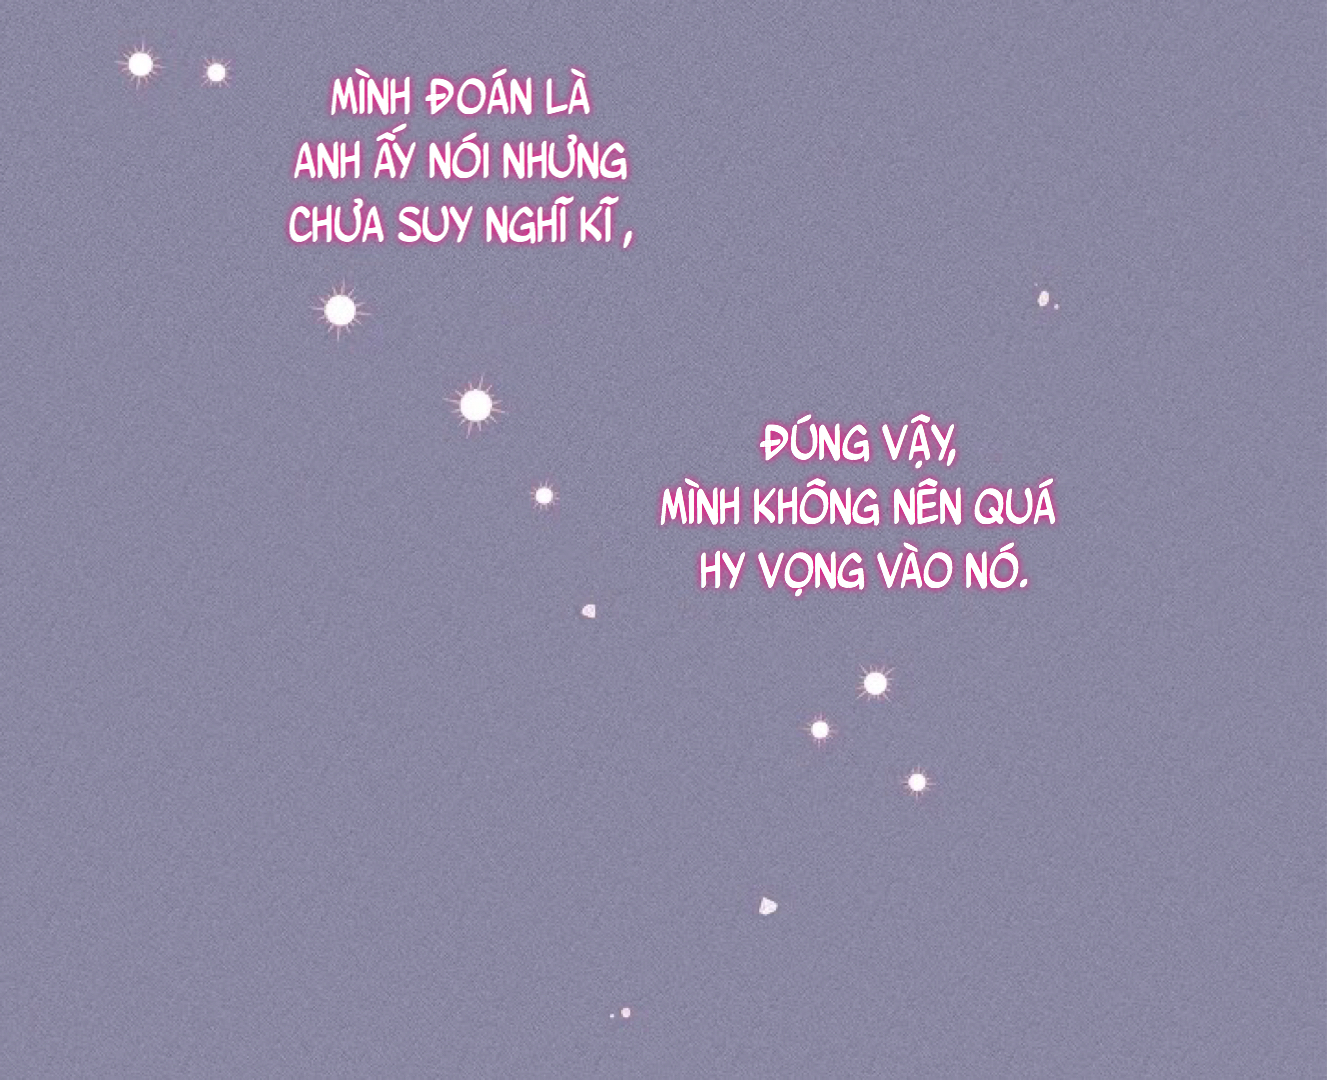 MÌNH ĐOÁN LÀ
ANH ẤY NÓI NHƯNG
CHƯA SUY NGHĨ KĨ ,
ĐÚNG VẬY,
MÌNH KHÔNG NÊN QUÁ
HY VỌNG VÀO NÓ.